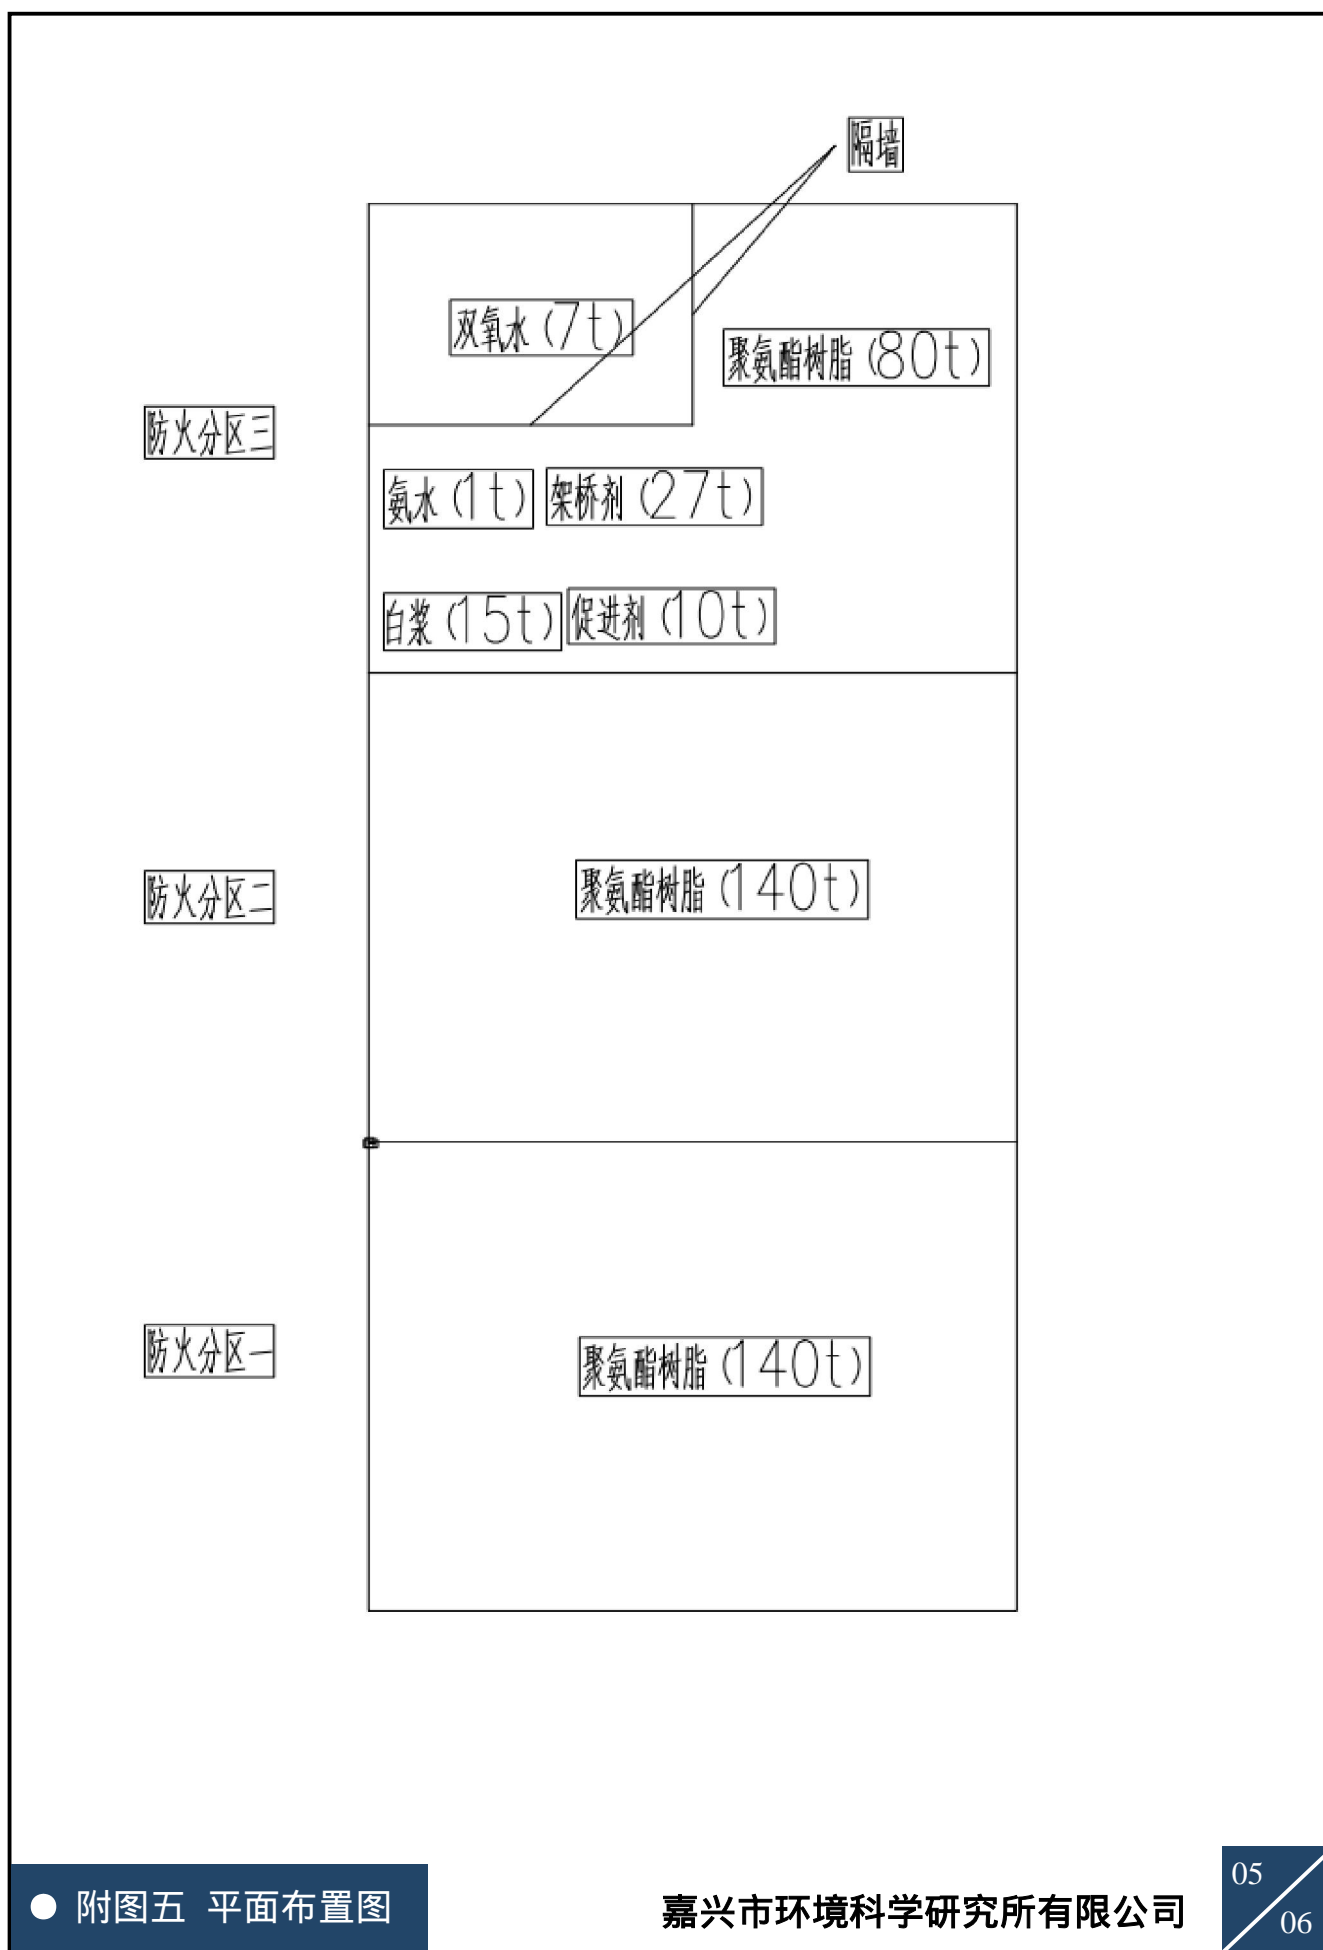 隔墙
双氧水(7t)
聚氨酯树脂(80t)
防火分区三
氨水(1t) 架桥剂(27t)
白浆(15t) 促进剂(10t)
防火分区二
聚氨酯树脂(140t)
防火分区一
聚氨酯树脂(140t)
附图五 平面布置图
嘉兴市环境科学研究所有限公司
05
06